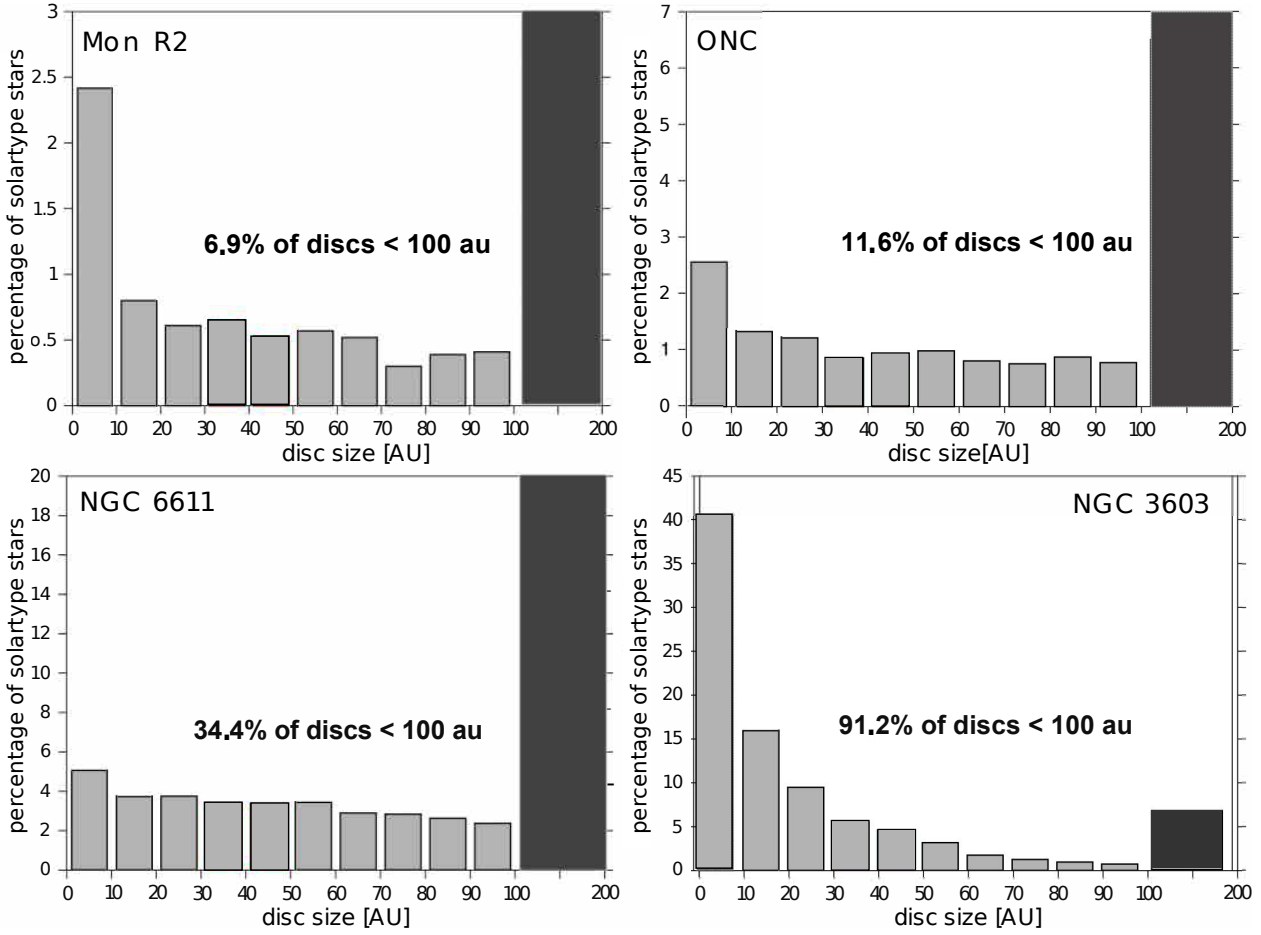 Mon R2
percentage of solartype stars
3
2.5
2
1.5
1
0.5
0
6.9% of discs < 100 au
0 10 20 30 40 50 60 70 80 90 100 200
disc size [AU]
ONC
percentage of solartype stars
7
6
5
4
3
2
1
0
11.6% of discs < 100 au
0 10 20 30 40 50 60 70 80 90 100 200
disc size[AU]
NGC 6611
percentage of solartype stars
20
18
16
14
12
10
8
6
4
2
0
34.4% of discs < 100 au
0 10 20 30 40 50 60 70 80 90 100 200
disc size [AU]
NGC 3603
percentage of solartype stars
45
40
35
30
25
20
15
10
5
0
91.2% of discs < 100 au
0 10 20 30 40 50 60 70 80 90 100 200
disc size [AU]